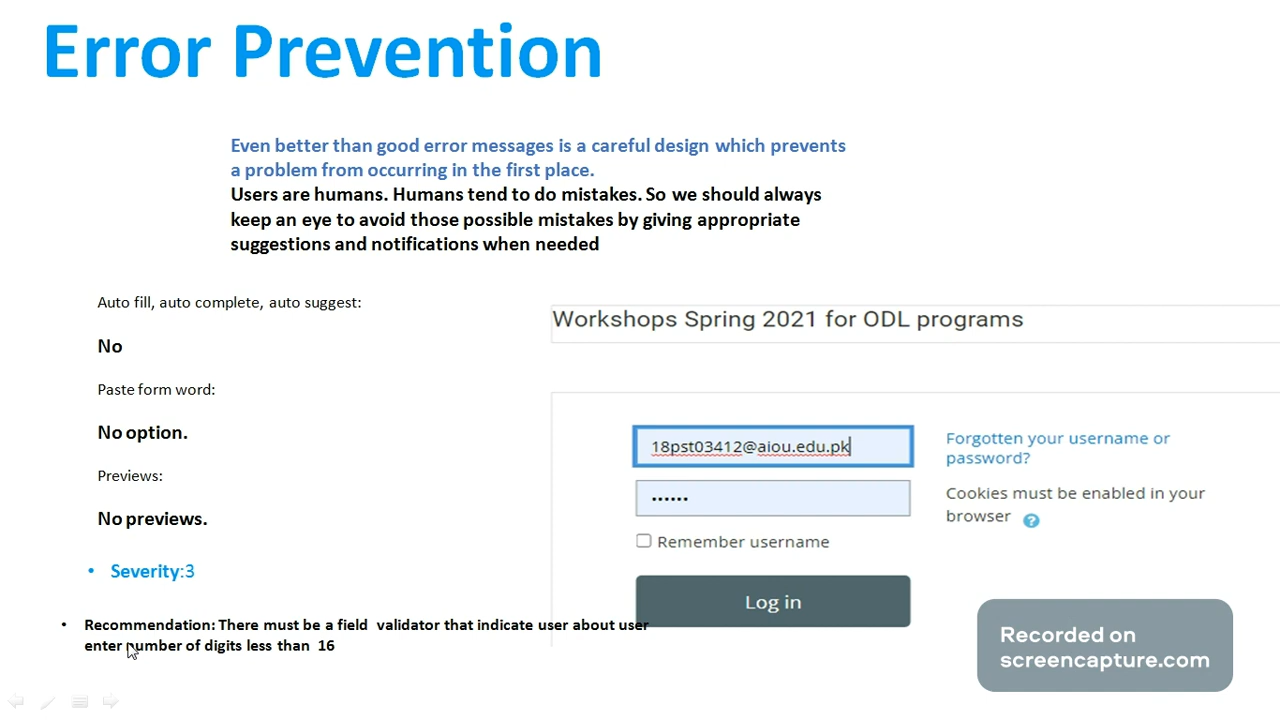 Error Prevention
Even better than good error messages is a careful design which prevents
a problem from occurring in the first place.
Users are humans. Humans tend to do mistakes. So we should always
keep an eye to avoid those possible mistakes by giving appropriate
suggestions and notifications when needed
Auto fill, auto complete, auto suggest:
No
Paste form word:
No option.
Previews:
No previews.
• Severity:3
• Recommendation: There must be a field validator that indicate user about user
enter number of digits less than 16
Workshops Spring 2021 for ODL programs
18pst03412@aiou.edu.pk
••••••
Remember username
Log in
Forgotten your username or
password?
Cookies must be enabled in your
browser ?
Recorded on
screencapture.com